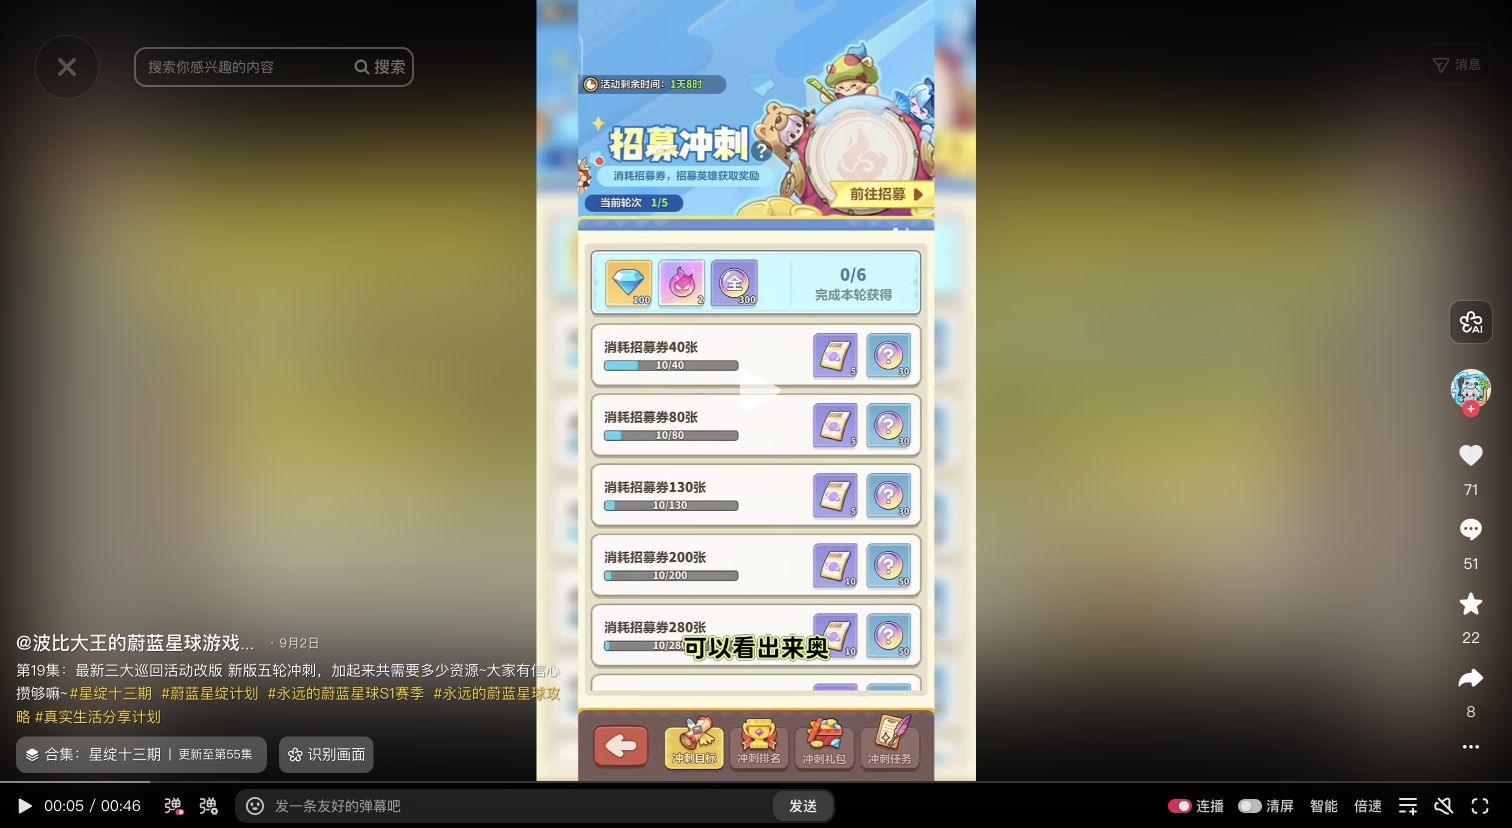 搜索你感兴趣的内容 搜索
消息
活动剩余时间：1天8时
招募冲刺 ?
消耗招募券，招募英雄获取奖励
前往招募
当前轮次 1/5
100 2 全 300
0/6
完成本轮获得
消耗招募券40张
10/40
5 ? 30
消耗招募券80张
10/80
5 ? 30
消耗招募券130张
10/130
5 ? 30
消耗招募券200张
10/200
10 ? 50
消耗招募券280张
10/280
10 ? 50
可以看出来奥
冲刺目标 冲刺排名 冲刺礼包 冲刺任务
AI
71
51
22
8
@波比大王的蔚蓝星球游戏... · 9月2日
第19集：最新三大巡回活动改版 新版五轮冲刺，加起来共需要多少资源~大家有信心
攒够嘛~#星绽十三期 #蔚蓝星绽计划 #永远的蔚蓝星球S1赛季 #永远的蔚蓝星球攻
略 #真实生活分享计划
合集：星绽十三期 | 更新至第55集 识别画面
00:05 / 00:46 弹 弹 发一条友好的弹幕吧 发送 连播 清屏 智能 倍速